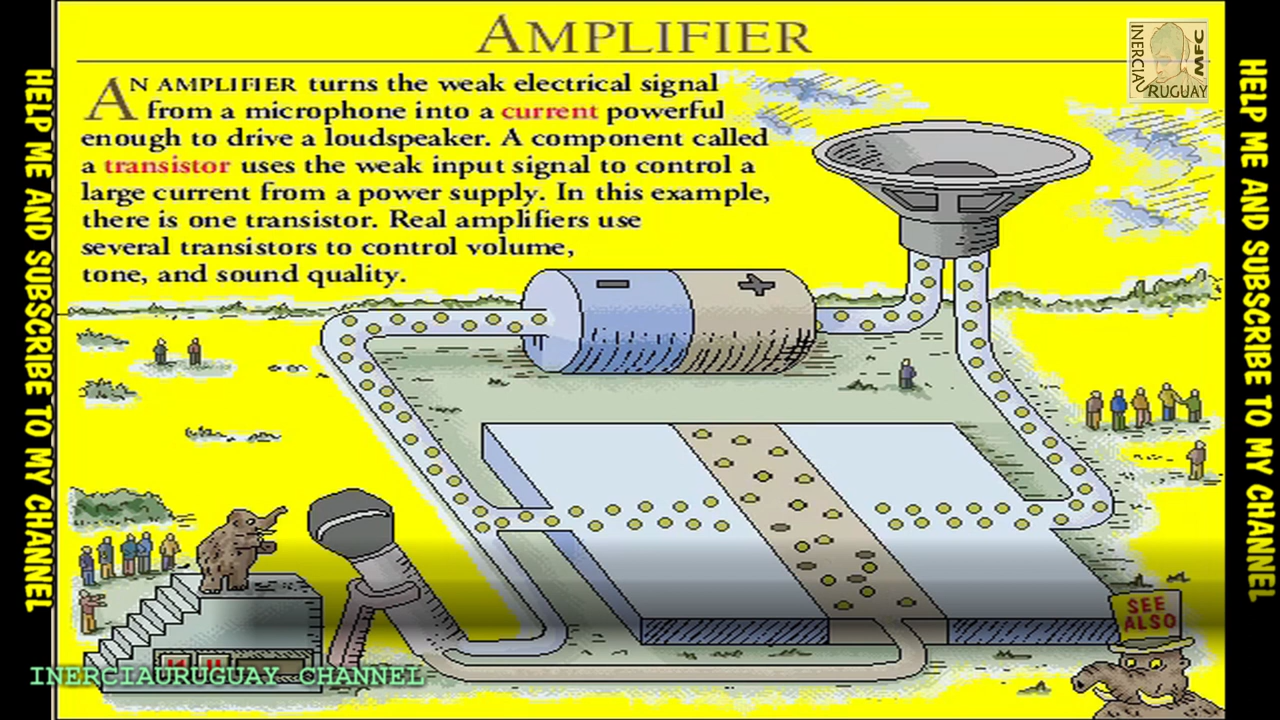 AMPLIFIER
AN AMPLIFIER turns the weak electrical signal
from a microphone into a current powerful
enough to drive a loudspeaker. A component called
a transistor uses the weak input signal to control a
large current from a power supply. In this example,
there is one transistor. Real amplifiers use
several transistors to control volume,
tone, and sound quality.
INERCIA
MFC
URUGUAY
HELP ME AND SUBSCRIBE TO MY CHANNEL
HELP ME AND SUBSCRIBE TO MY CHANNEL
SEE
ALSO
INERCIAURUGUAY CHANNEL